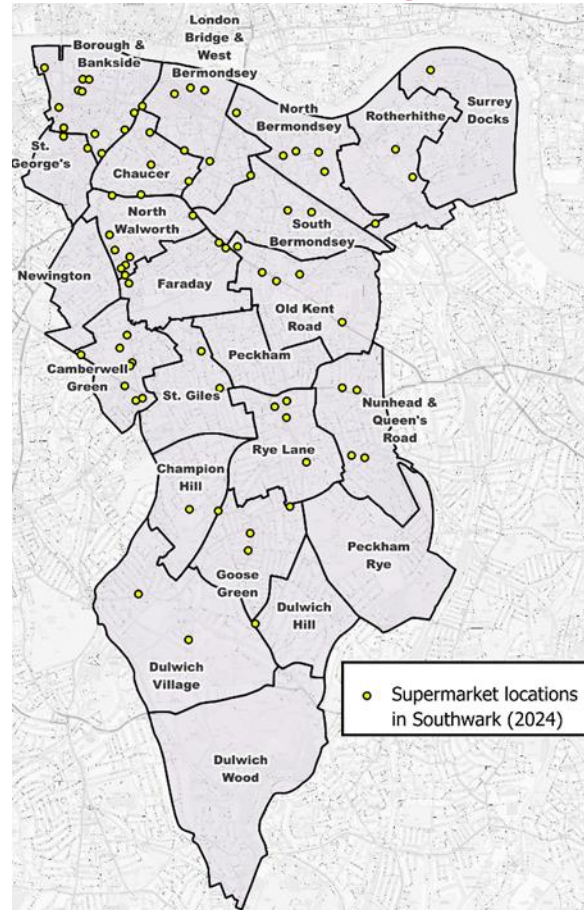 London
Bridge &
West
Bermondsey
Borough &
Bankside
North
Bermondsey
Rotherhithe
Surrey
Docks
St.
George's
Chaucer
North
Walworth
South
Bermondsey
Newington
Faraday
Old Kent
Road
Peckham
Camberwell
Green
St. Giles
Nunhead &
Queen's
Road
Rye Lane
Champion
Hill
Peckham
Rye
Goose
Green
Dulwich
Hill
Dulwich
Village
Supermarket locations
in Southwark (2024)
Dulwich
Wood